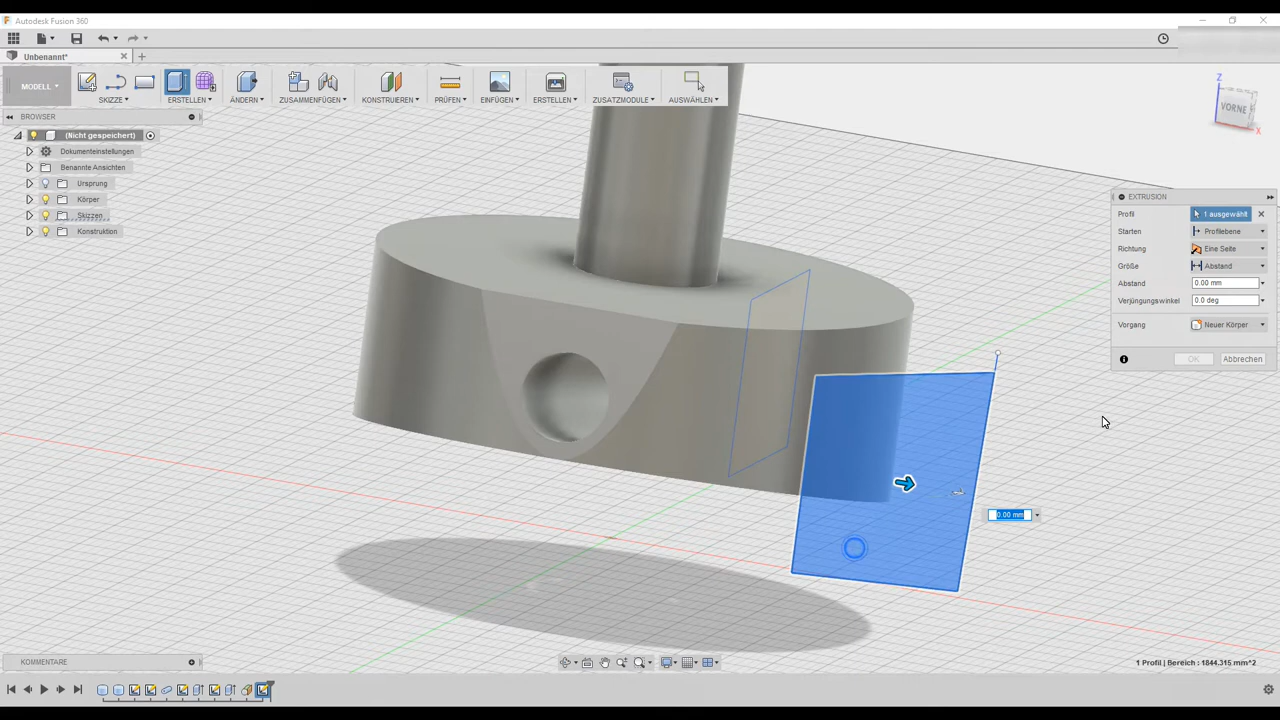 Autodesk Fusion 360
Unbenannt*
MODELL
SKIZZE
ERSTELLEN
ÄNDERN
ZUSAMMENFÜGEN
KONSTRUIEREN
PRÜFEN
EINFÜGEN
ERSTELLEN
ZUSATZMODULE
AUSWÄHLEN
BROWSER
(Nicht gespeichert)
Dokumenteinstellungen
Benannte Ansichten
Ursprung
Körper
Skizzen
Konstruktion
Z
VORNE
X
EXTRUSION
Profil 1 ausgewählt
Starten Profilebene
Richtung Eine Seite
Größe Abstand
Abstand 0.00 mm
Verjüngungswinkel 0.0 deg
Vorgang Neuer Körper
OK Abbrechen
0.00 mm
KOMMENTARE
1 Profil | Bereich : 1844.315 mm^2